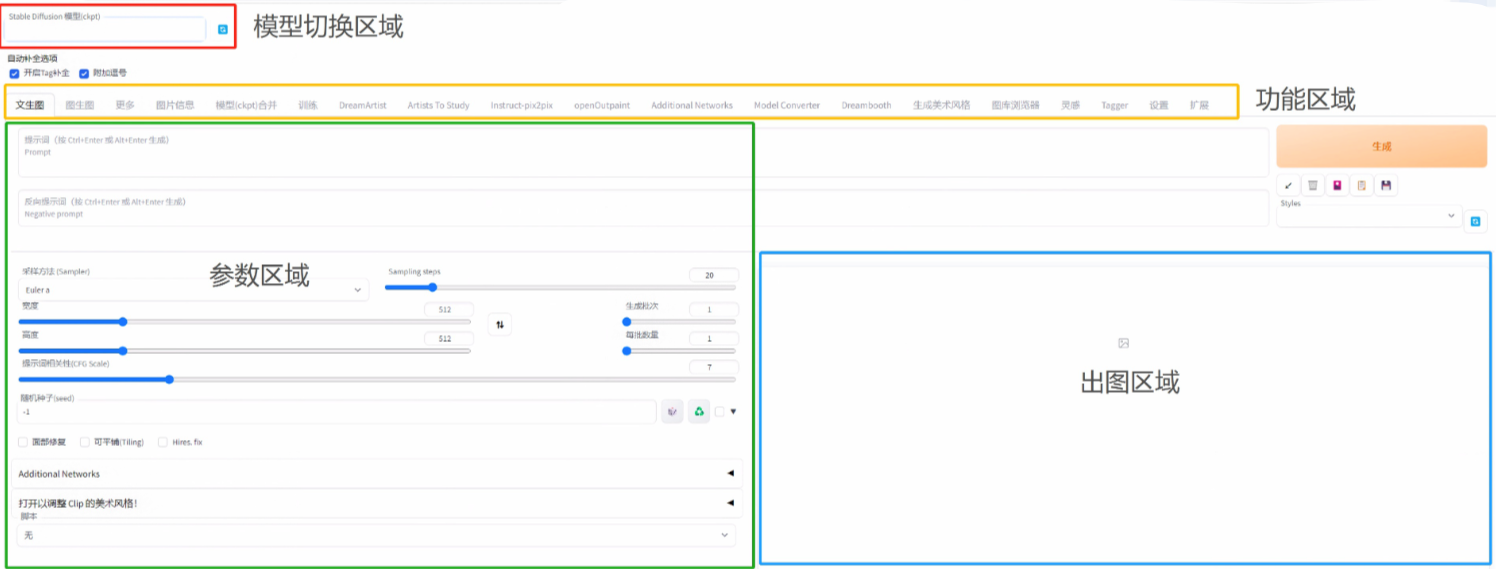 Stable Diffusion 模型(ckpt)
模型切换区域
自动补全选项
开启Tag补全 附加逗号
文生图 图生图 更多 图片信息 模型(ckpt)合并 训练 DreamArtist Artists To Study Instruct-pix2pix openOutpaint Additional Networks Model Converter Dreambooth 生成美术风格 图库浏览器 灵感 Tagger 设置 扩展
功能区域
提示词（按 Ctrl+Enter 或 Alt+Enter 生成）
Prompt
生成
反向提示词（按 Ctrl+Enter 或 Alt+Enter 生成）
Negative prompt
Styles
采样方法 (Sampler)
Euler a
参数区域
Sampling steps
20
宽度
512
生成批次
1
高度
512
每批数量
1
提示词相关性(CFG Scale)
7
随机种子(seed)
-1
面部修复 可平铺(Tiling) Hires. fix
Additional Networks
打开以调整 Clip 的美术风格!
脚本
无
出图区域